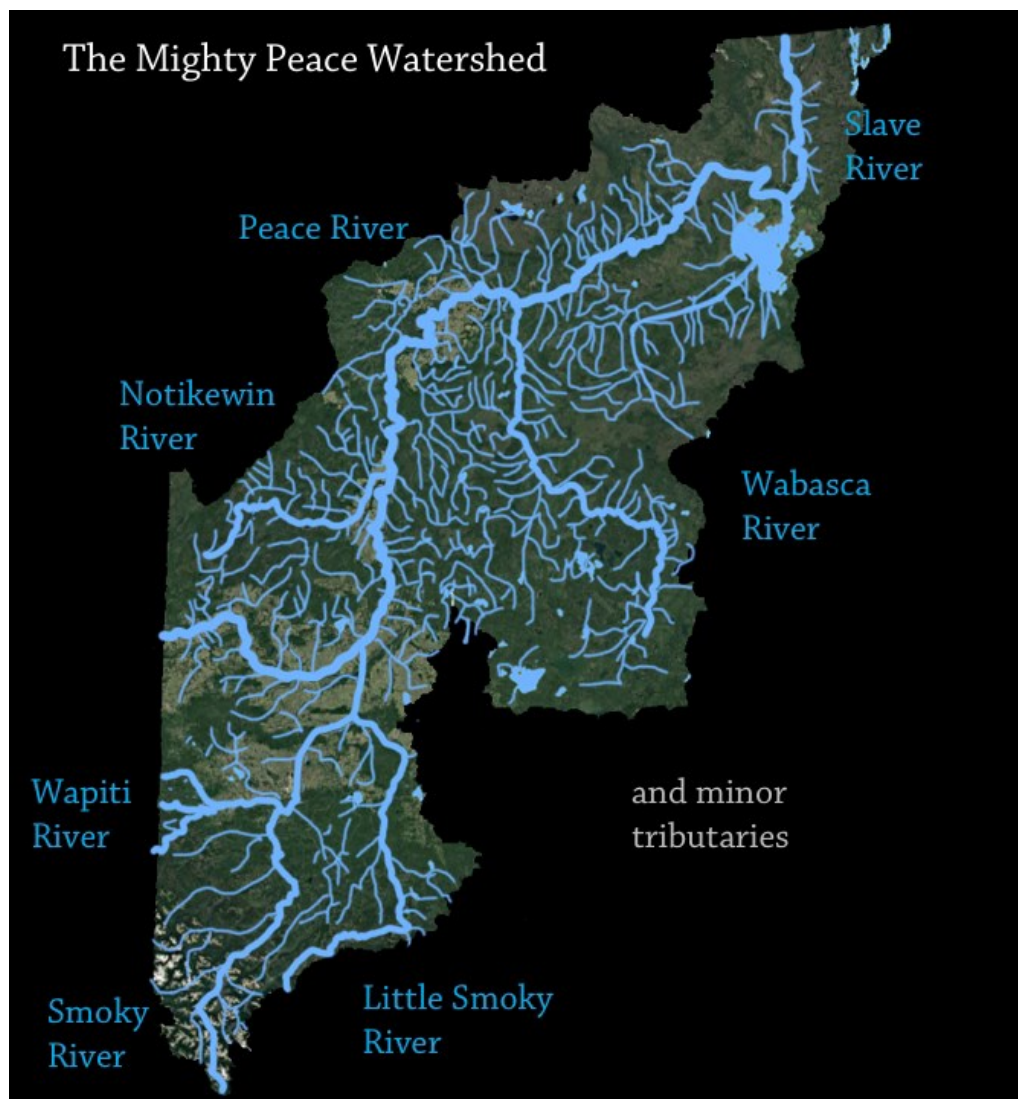 The Mighty Peace Watershed
Slave
River
Peace River
Notikewin
River
Wabasca
River
Wapiti
River
and minor
tributaries
Smoky
River
Little Smoky
River